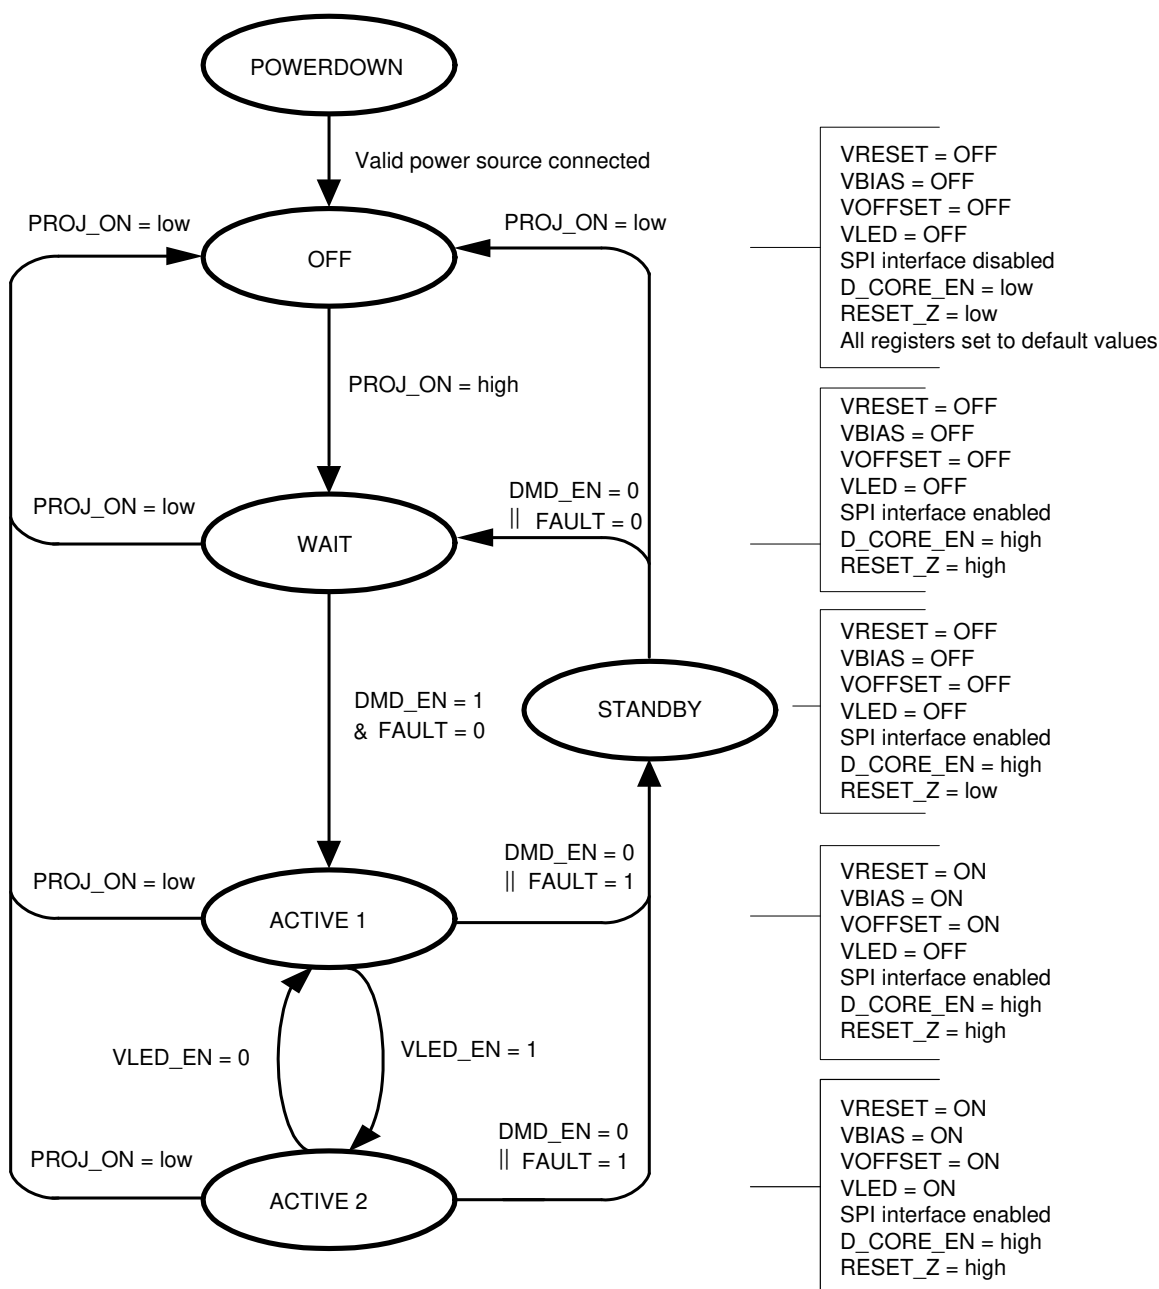 POWERDOWN
Valid power source connected
PROJ_ON = low
PROJ_ON = low
OFF
VRESET = OFF
VBIAS = OFF
VOFFSET = OFF
VLED = OFF
SPI interface disabled
D_CORE_EN = low
RESET_Z = low
All registers set to default values
PROJ_ON = high
PROJ_ON = low
WAIT
DMD_EN = 0
|| FAULT = 0
VRESET = OFF
VBIAS = OFF
VOFFSET = OFF
VLED = OFF
SPI interface enabled
D_CORE_EN = high
RESET_Z = high
DMD_EN = 1
& FAULT = 0
STANDBY
VRESET = OFF
VBIAS = OFF
VOFFSET = OFF
VLED = OFF
SPI interface enabled
D_CORE_EN = high
RESET_Z = low
PROJ_ON = low
ACTIVE 1
DMD_EN = 0
|| FAULT = 1
VRESET = ON
VBIAS = ON
VOFFSET = ON
VLED = OFF
SPI interface enabled
D_CORE_EN = high
RESET_Z = high
VLED_EN = 0
VLED_EN = 1
PROJ_ON = low
ACTIVE 2
DMD_EN = 0
|| FAULT = 1
VRESET = ON
VBIAS = ON
VOFFSET = ON
VLED = ON
SPI interface enabled
D_CORE_EN = high
RESET_Z = high